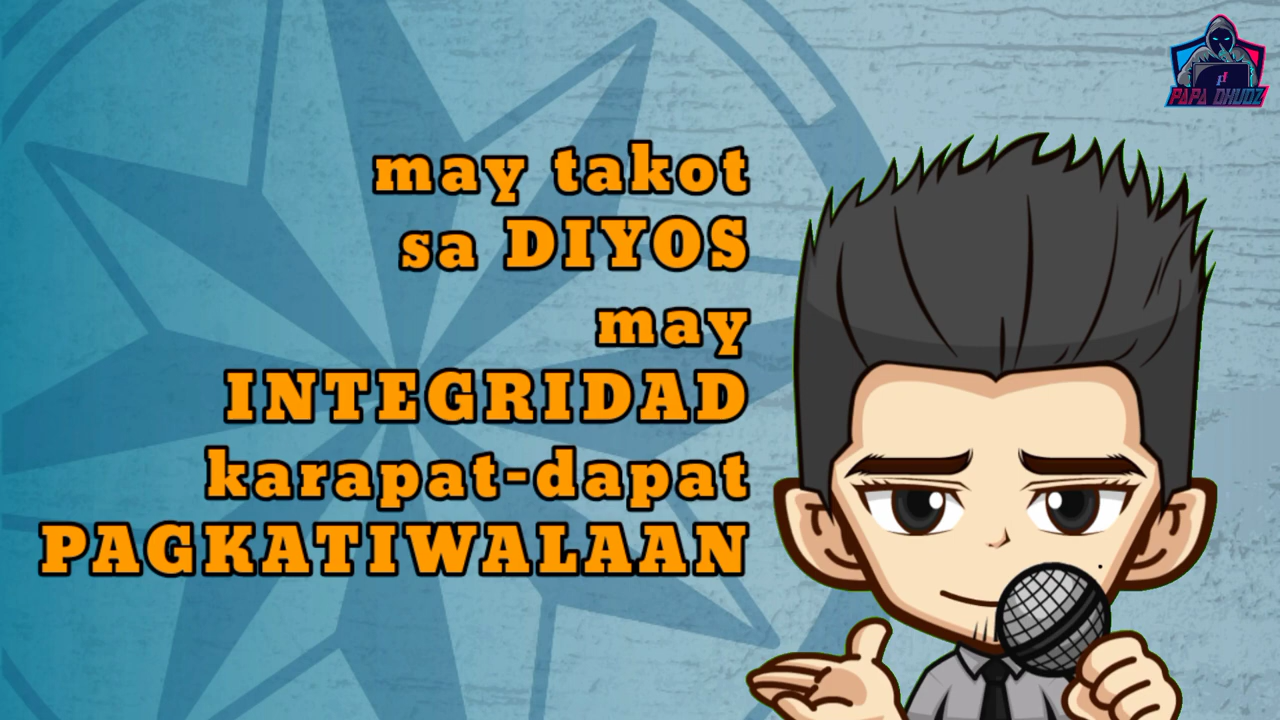 PAPA DHUDZ
may takot
sa DIYOS
may
INTEGRIDAD
karapat-dapat
PAGKATIWALAAN